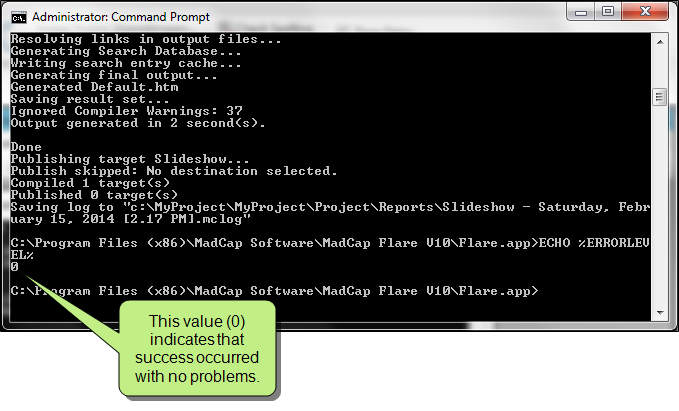 Administrator: Command Prompt
Resolving links in output files...
Generating Search Database...
Writing search entry cache...
Generating final output...
Generated Default.htm
Saving result set...
Ignored Compiler Warnings: 37
Output generated in 2 second(s).
Done
Publishing target Slideshow...
Publish skipped: No destination selected.
Compiled 1 target(s)
Published 0 target(s)
Saving log to "c:\MyProject\MyProject\Project\Reports\Slideshow - Saturday, Febr
uary 15, 2014 [2.17 PM].mclog"
C:\Program Files (x86)\MadCap Software\MadCap Flare V10\Flare.app>ECHO %ERRORLEV
EL%
0
C:\Program Files (x86)\MadCap Software\MadCap Flare V10\Flare.app>
This value (0)
indicates that
success occurred
with no problems.